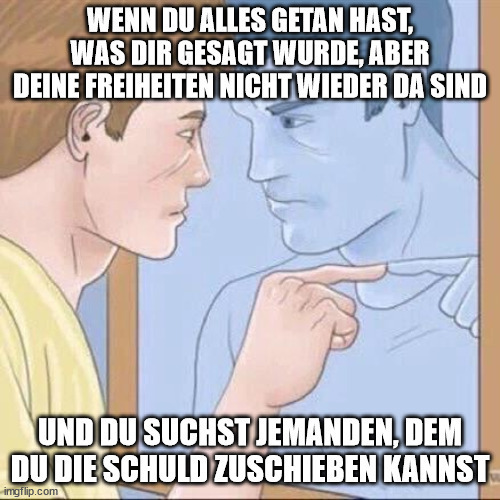 WENN DU ALLES GETAN HAST,
WAS DIR GESAGT WURDE, ABER
DEINE FREIHEITEN NICHT WIEDER DA SIND
UND DU SUCHST JEMANDEN, DEM
DU DIE SCHULD ZUSCHIEBEN KANNST
imgflip.com